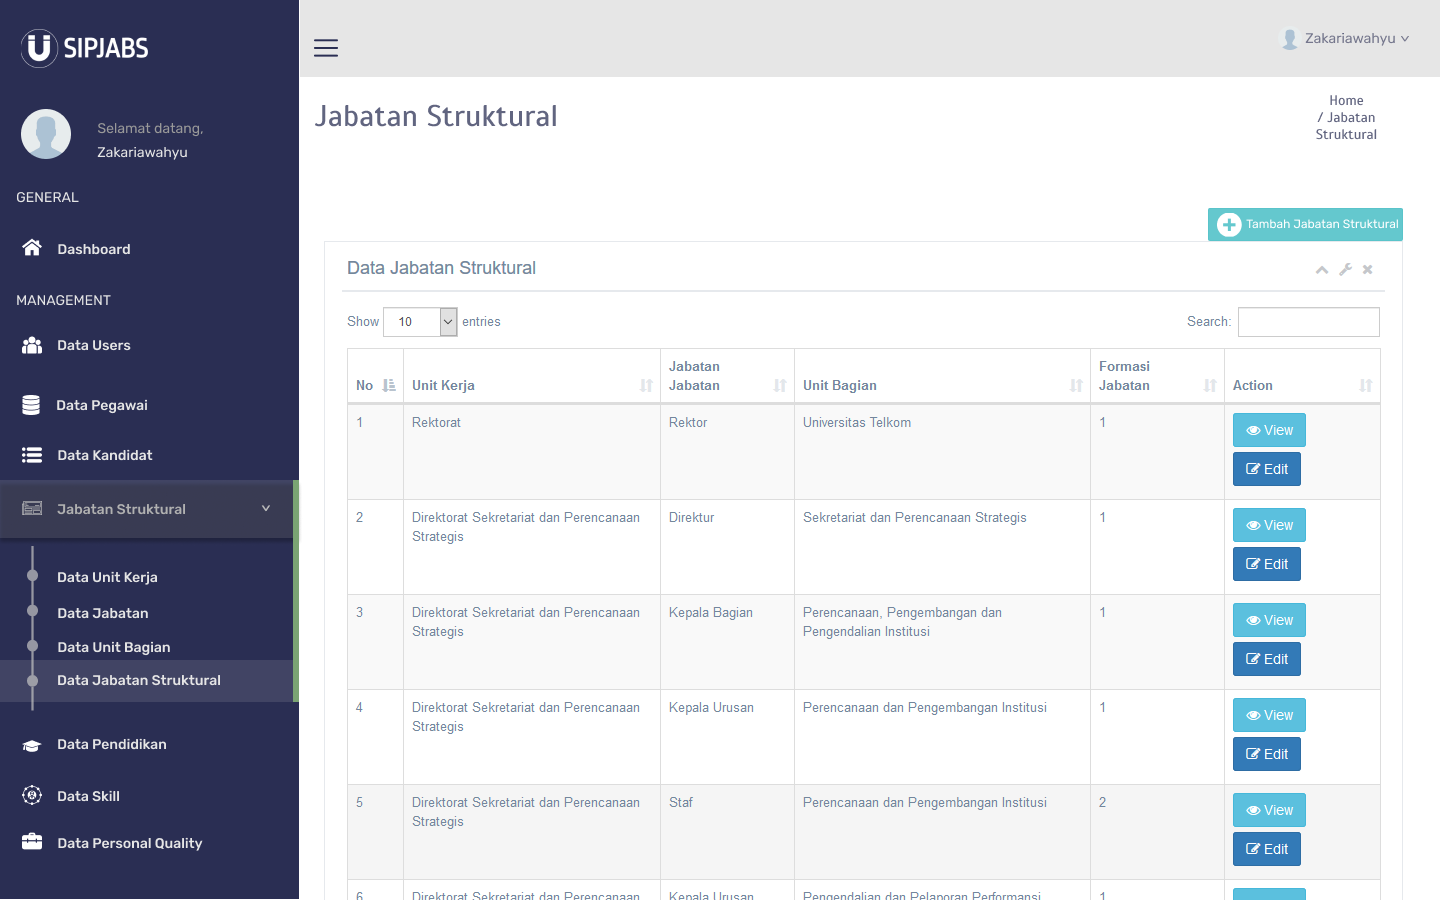 SIPJABS
Zakariawahyu
Selamat datang,
Zakariawahyu
GENERAL
Dashboard
MANAGEMENT
Data Users
Data Pegawai
Data Kandidat
Jabatan Struktural
Data Unit Kerja
Data Jabatan
Data Unit Bagian
Data Jabatan Struktural
Data Pendidikan
Data Skill
Data Personal Quality
Jabatan Struktural
Home
/ Jabatan
Struktural
Tambah Jabatan Struktural
Data Jabatan Struktural
Show 10 entries
Search:
No
Unit Kerja
Jabatan
Jabatan
Unit Bagian
Formasi
Jabatan
Action
1
Rektorat
Rektor
Universitas Telkom
1
View
Edit
2
Direktorat Sekretariat dan Perencanaan
Strategis
Direktur
Sekretariat dan Perencanaan Strategis
1
View
Edit
3
Direktorat Sekretariat dan Perencanaan
Strategis
Kepala Bagian
Perencanaan, Pengembangan dan
Pengendalian Institusi
1
View
Edit
4
Direktorat Sekretariat dan Perencanaan
Strategis
Kepala Urusan
Perencanaan dan Pengembangan Institusi
1
View
Edit
5
Direktorat Sekretariat dan Perencanaan
Strategis
Staf
Perencanaan dan Pengembangan Institusi
2
View
Edit
6
Direktorat Sekretariat dan Perencanaan
Kepala Urusan
Pengendalian dan Pelaporan Performansi
1